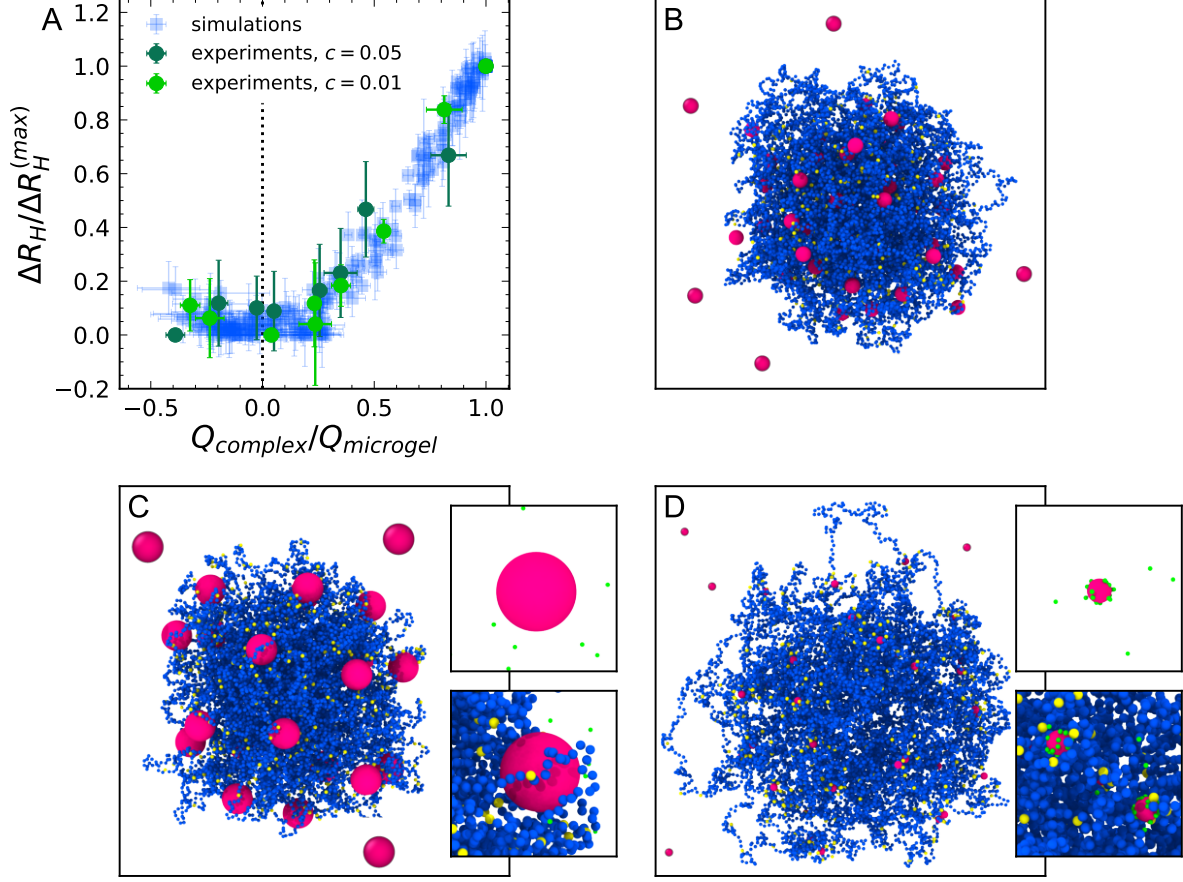 A
simulations
experiments, c = 0.05
experiments, c = 0.01
1.2
1.0
0.8
0.6
0.4
0.2
0.0
−0.2
ΔR_H/ΔR_H^(max)
−0.5
0.0
0.5
1.0
Q_complex/Q_microgel
B
C
D